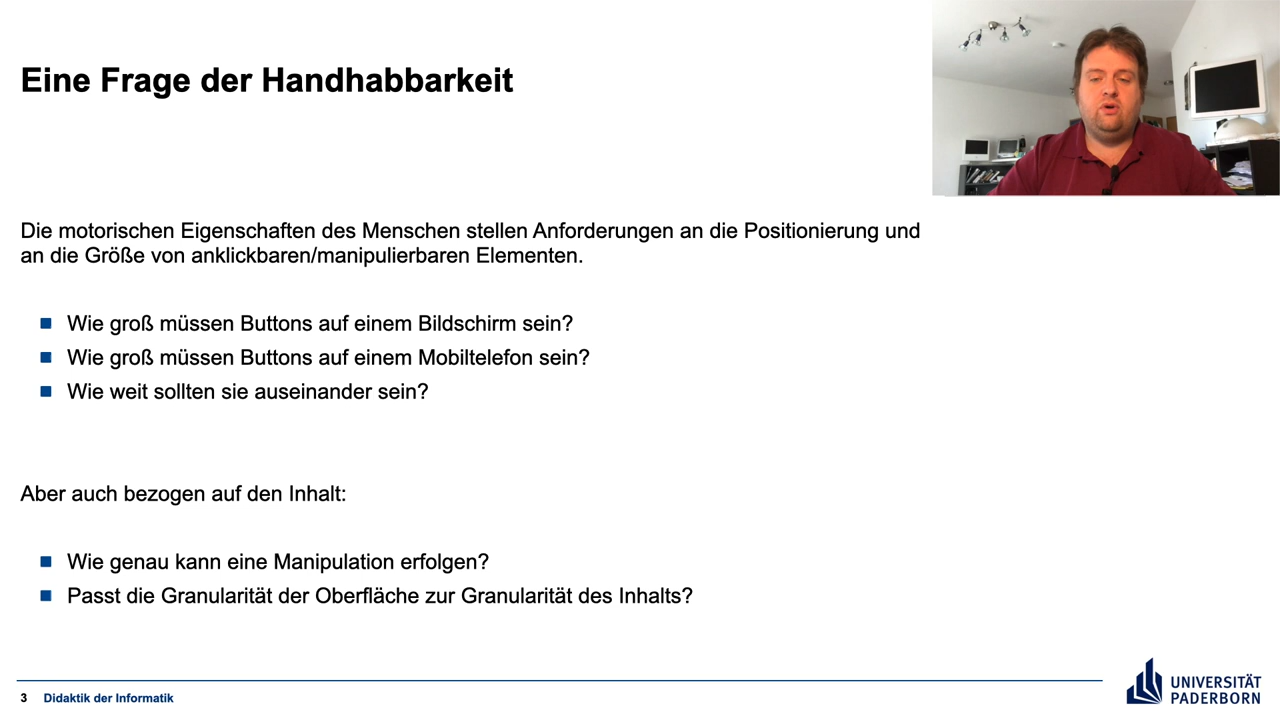 Eine Frage der Handhabbarkeit
Die motorischen Eigenschaften des Menschen stellen Anforderungen an die Positionierung und
an die Größe von anklickbaren/manipulierbaren Elementen.
Wie groß müssen Buttons auf einem Bildschirm sein?
Wie groß müssen Buttons auf einem Mobiltelefon sein?
Wie weit sollten sie auseinander sein?
Aber auch bezogen auf den Inhalt:
Wie genau kann eine Manipulation erfolgen?
Passt die Granularität der Oberfläche zur Granularität des Inhalts?
3 Didaktik der Informatik
UNIVERSITÄT
PADERBORN